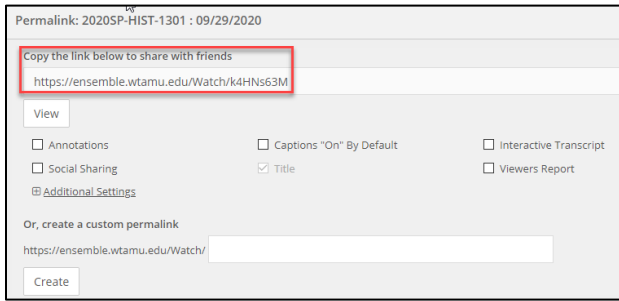 Permalink: 2020SP-HIST-1301 : 09/29/2020
Copy the link below to share with friends
https://ensemble.wtamu.edu/Watch/k4HNs63M
View
Annotations Captions "On" By Default Interactive Transcript
Social Sharing Title Viewers Report
Additional Settings
Or, create a custom permalink
https://ensemble.wtamu.edu/Watch/
Create